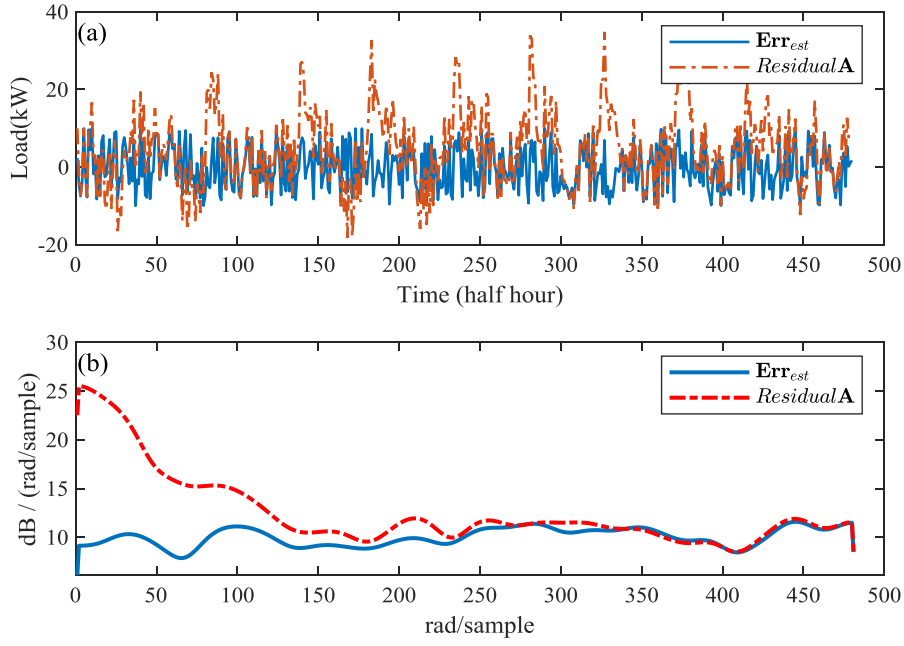 (a)
Err_est
Residual A
Load(kW)
40
20
0
-20
0 50 100 150 200 250 300 350 400 450 500
Time (half hour)
(b)
Err_est
Residual A
dB / (rad/sample)
30
25
20
15
10
0 50 100 150 200 250 300 350 400 450 500
rad/sample